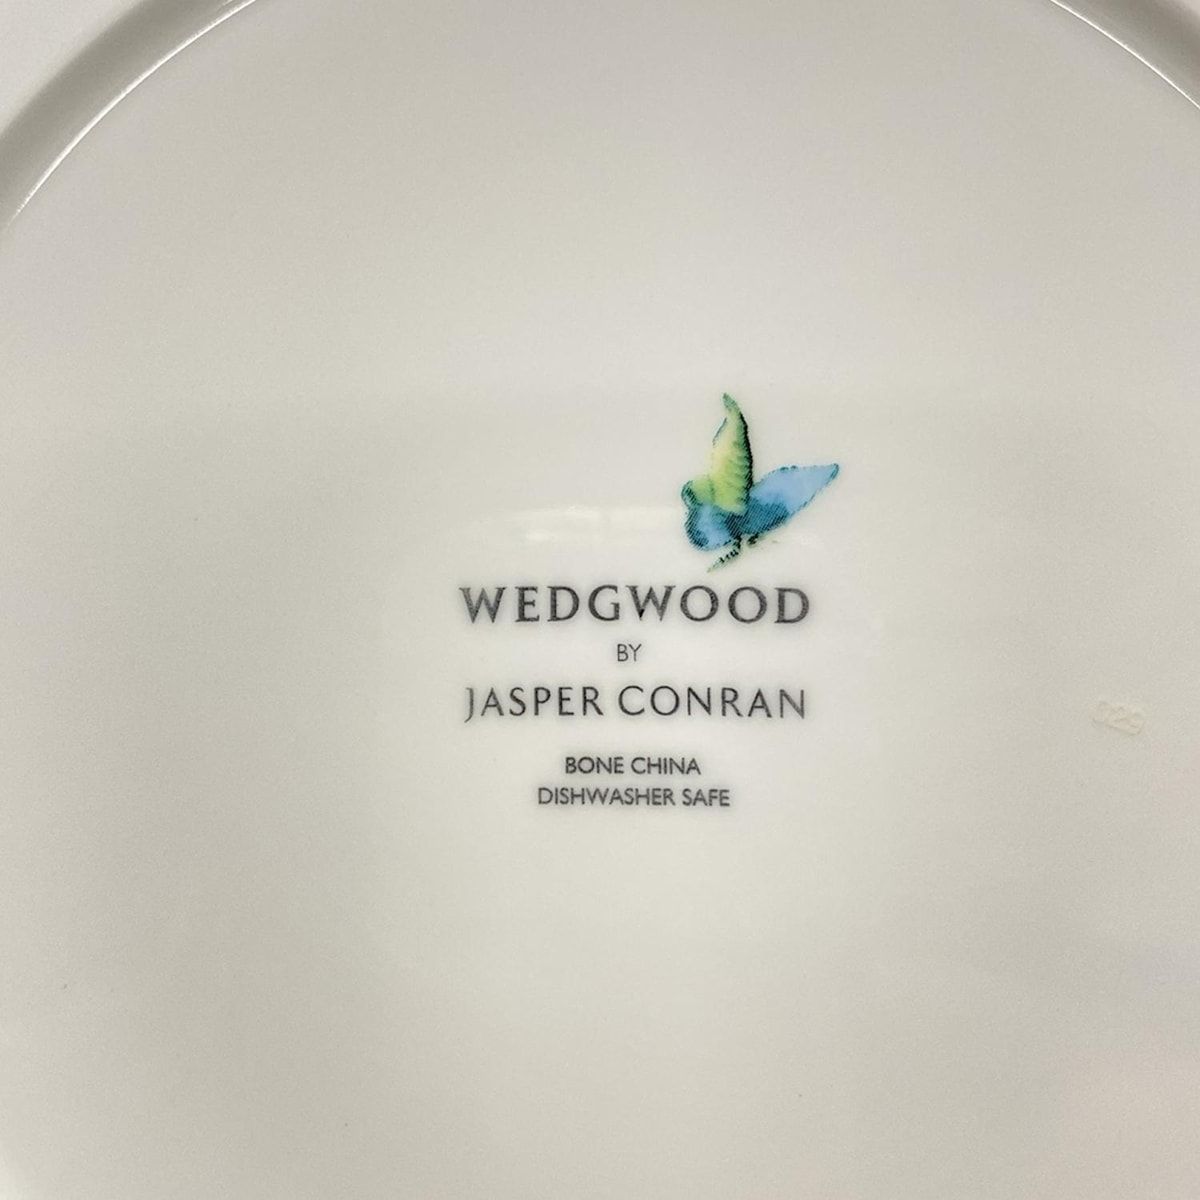 WEDGWOOD
BY
JASPER CONRAN
BONE CHINA
DISHWASHER SAFE